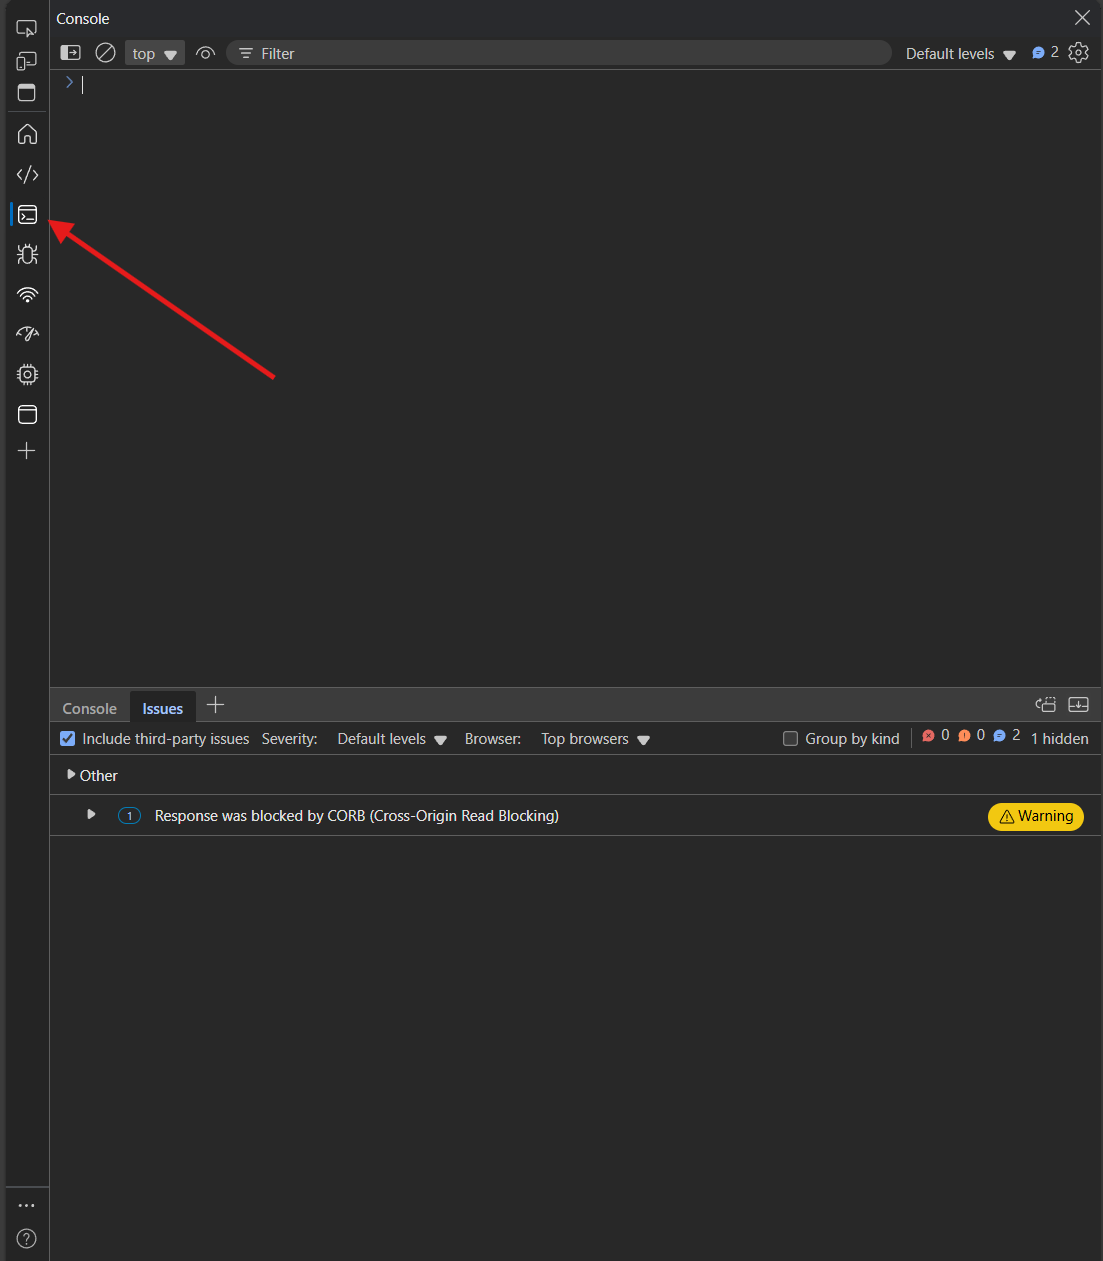 Console
top
Filter
Default levels
2
Console
Issues
Include third-party issues
Severity:
Default levels
Browser:
Top browsers
Group by kind
0
0
2
1 hidden
Other
1
Response was blocked by CORB (Cross-Origin Read Blocking)
Warning